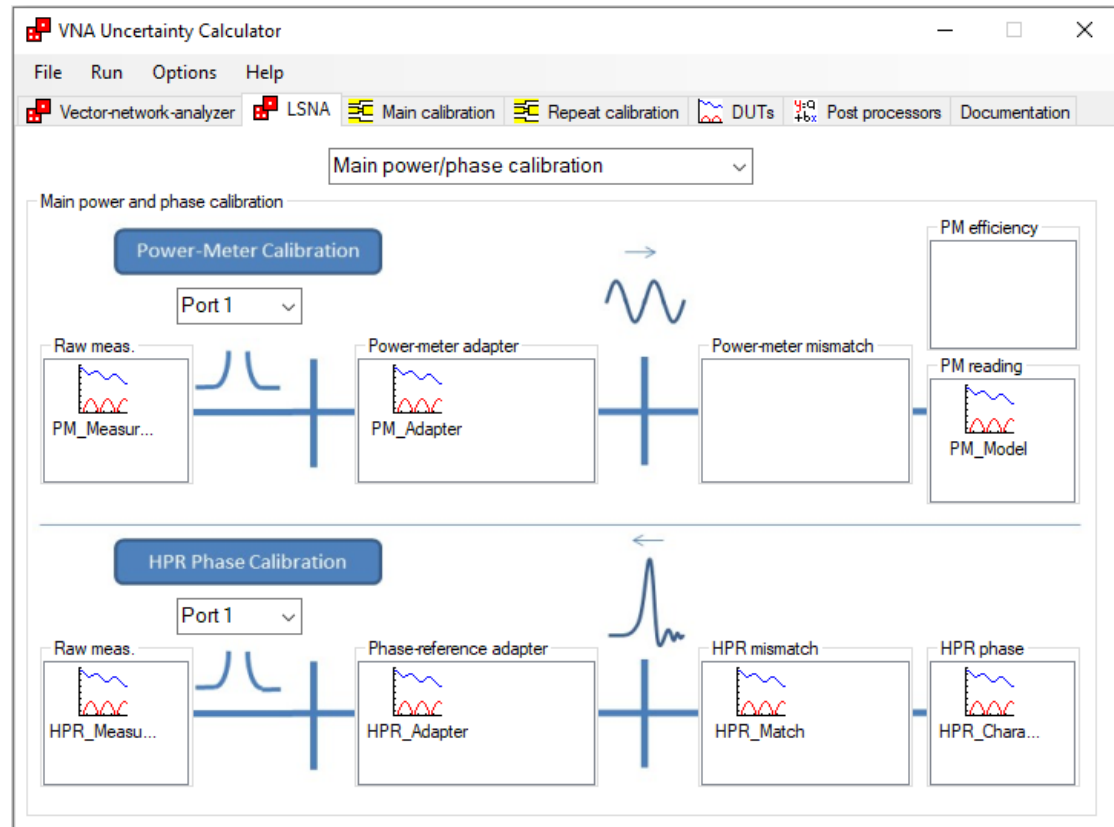 VNA Uncertainty Calculator
File Run Options Help
Vector-network-analyzer LSNA Main calibration Repeat calibration DUTs y=a +bx Post processors Documentation
Main power/phase calibration
Main power and phase calibration
Power-Meter Calibration
PM efficiency
Port 1
Raw meas. Power-meter adapter Power-meter mismatch
PM reading
PM_Measur... PM_Adapter
PM_Model
HPR Phase Calibration
Port 1
Raw meas. Phase-reference adapter HPR mismatch HPR phase
HPR_Measu... HPR_Adapter HPR_Match HPR_Chara...